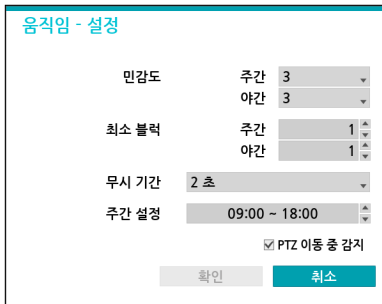 움직임 - 설정
민감도 주간 3
야간 3
최소 블럭 주간 1
야간 1
무시 기간 2 초
주간 설정 09:00 ~ 18:00
PTZ 이동 중 감지
확인 취소